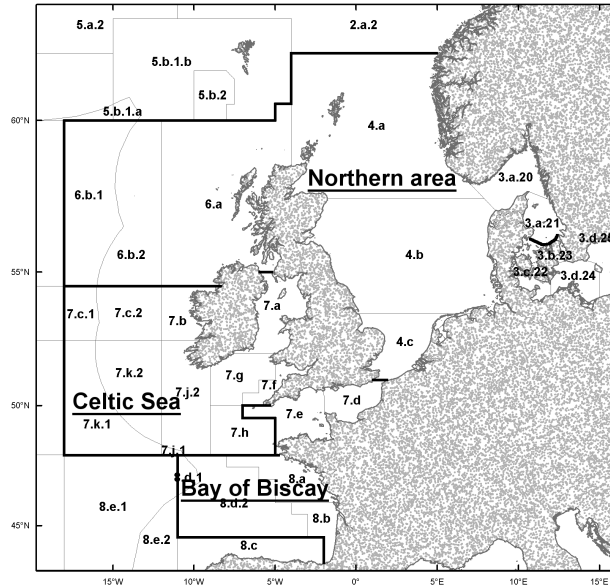 5.a.2
2.a.2
5.b.1.b
5.b.2
5.b.1.a
60°N
4.a
3.a.20
Northern area
6.b.1
6.a
3.a.21
6.b.2
4.b
3.b.23
3.c.22
3.d.24
55°N
7.c.1
7.c.2
7.b
7.a
4.c
7.k.2
7.g
7.f
7.j.2
7.d
Celtic Sea
50°N
7.e
7.k.1
7.h
7.j.1
8.d.1
8.a
Bay of Biscay
8.e.1
8.d.2
8.b
45°N
8.e.2
8.c
15°W
10°W
5°W
0°
5°E
10°E
15°E